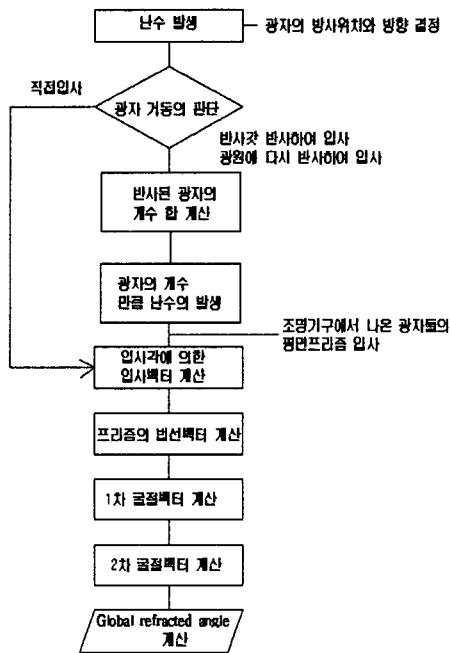 난수 발생
광자의 방사위치와 방향 결정
직접입사
광자 거동의 판단
반사갓 반사하여 입사
광원에 다시 반사하여 입사
반사된 광자의
개수 합 계산
광자의 개수
만큼 난수의 발생
조명기구에서 나온 광자들의
평면프리즘 입사
입사각에 의한
입사벡터 계산
프리즘의 법선벡터 계산
1차 굴절벡터 계산
2차 굴절벡터 계산
Global refracted angle
계산